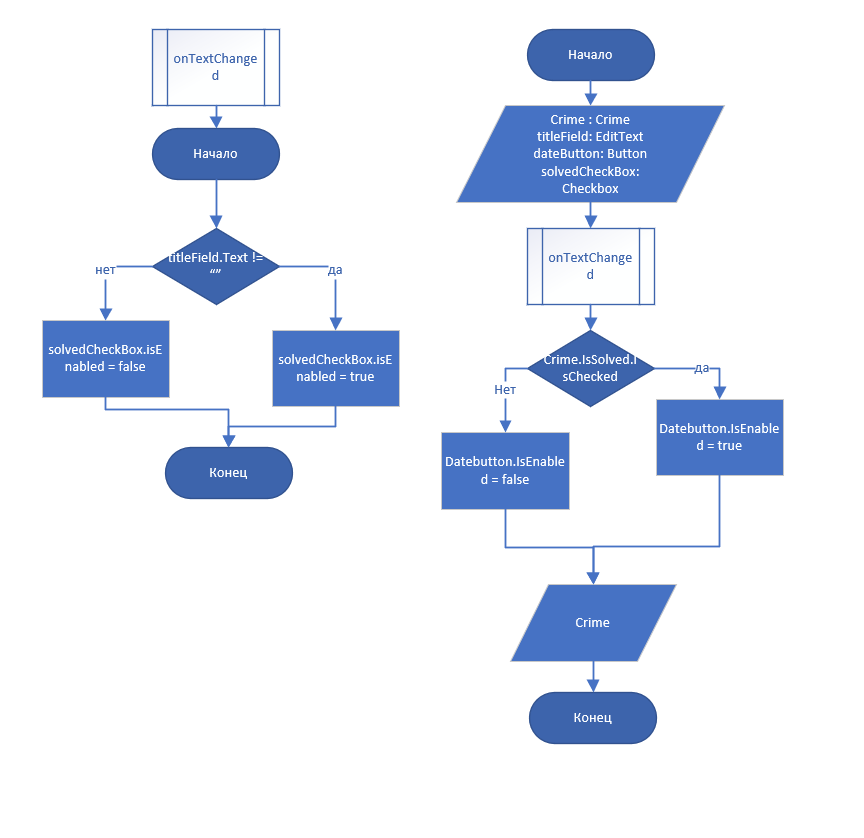 onTextChange
d
Начало
titleField.Text !=
“”
нет
да
solvedCheckBox.isE
nabled = false
solvedCheckBox.isE
nabled = true
Конец
Начало
Crime : Crime
titleField: EditText
dateButton: Button
solvedCheckBox:
Checkbox
onTextChange
d
Crime.IsSolved.I
sChecked
Нет
да
Datebutton.IsEnable
d = false
Datebutton.IsEnable
d = true
Crime
Конец